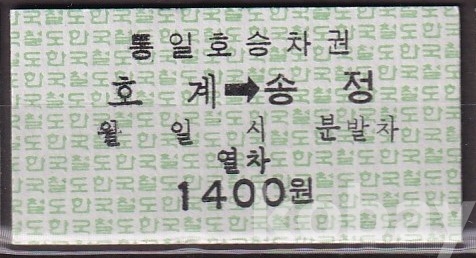 통일호승차권
호 계➡송 정
월 일 시 분발차
열차
1400원